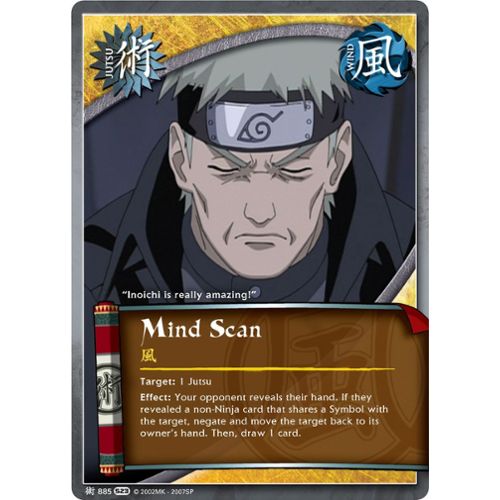 術
JUTSU
風
WIND
"Inoichi is really amazing!"
Mind Scan
風
Target: 1 Jutsu
Effect: Your opponent reveals their hand. If they
revealed a non-Ninja card that shares a Symbol with
the target, negate and move the target back to its
owner's hand. Then, draw 1 card.
術
術 885 S23 © 2002MK - 2007SP